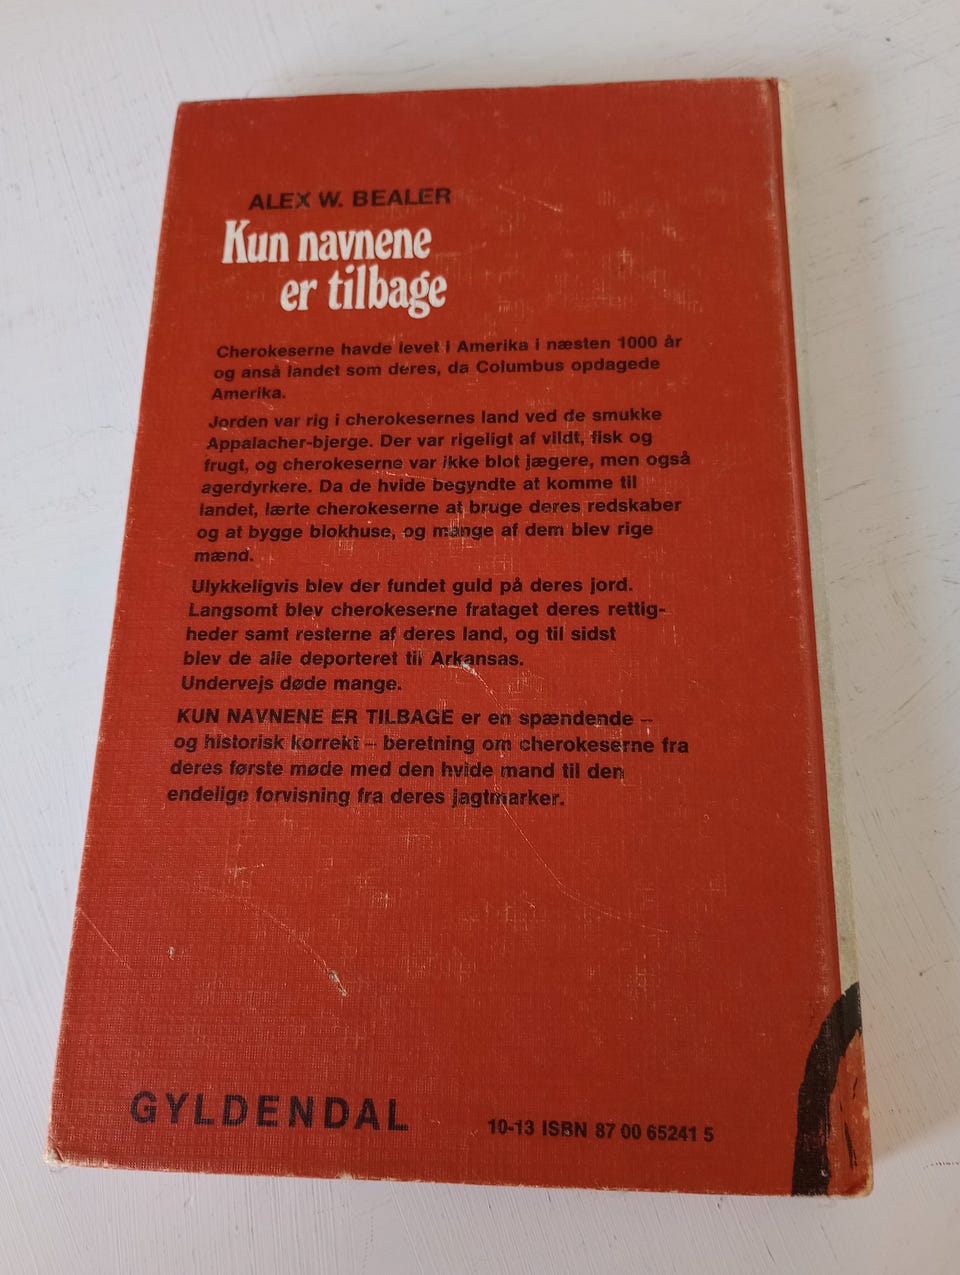 ALEX W. BEALER
Kun navnene
er tilbage
Cherokeserne havde levet i Amerika i næsten 1000 år
og anså landet som deres, da Columbus opdagede
Amerika.
Jorden var rig i cherokesernes land ved de smukke
Appalacher-bjerge. Der var rigeligt af vildt, fisk og
frugt, og cherokeserne var ikke blot jægere, men også
agerdyrkere. Da de hvide begyndte at komme til
landet, lærte cherokeserne at bruge deres redskaber
og at bygge blokhuse, og mange af dem blev rige
mænd.
Ulykkeligvis blev der fundet guld på deres jord.
Langsomt blev cherokeserne frataget deres rettig-
heder samt resterne af deres land, og til sidst
blev de alle deporteret til Arkansas.
Undervejs døde mange.
KUN NAVNENE ER TILBAGE er en spændende –
og historisk korrekt – beretning om cherokeserne fra
deres første møde med den hvide mand til den
endelige forvisning fra deres jagtmarker.
GYLDENDAL
10-13 ISBN 87 00 65241 5